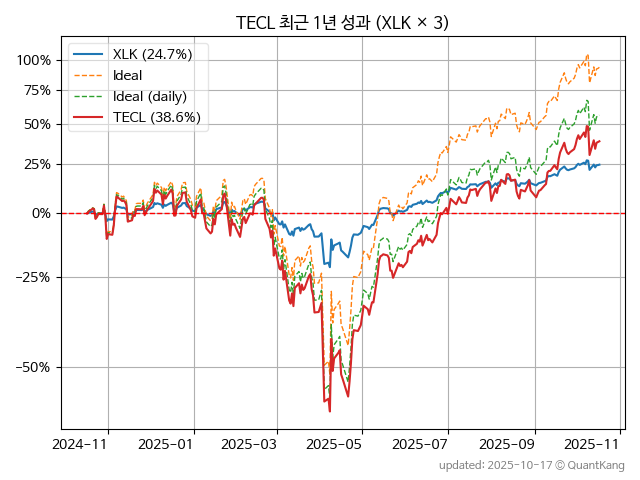 TECL 최근 1년 성과 (XLK × 3)
XLK (24.7%)
Ideal
Ideal (daily)
TECL (38.6%)
100%
75%
50%
25%
0%
−25%
−50%
2024-11 2025-01 2025-03 2025-05 2025-07 2025-09 2025-11
updated: 2025-10-17 © QuantKang